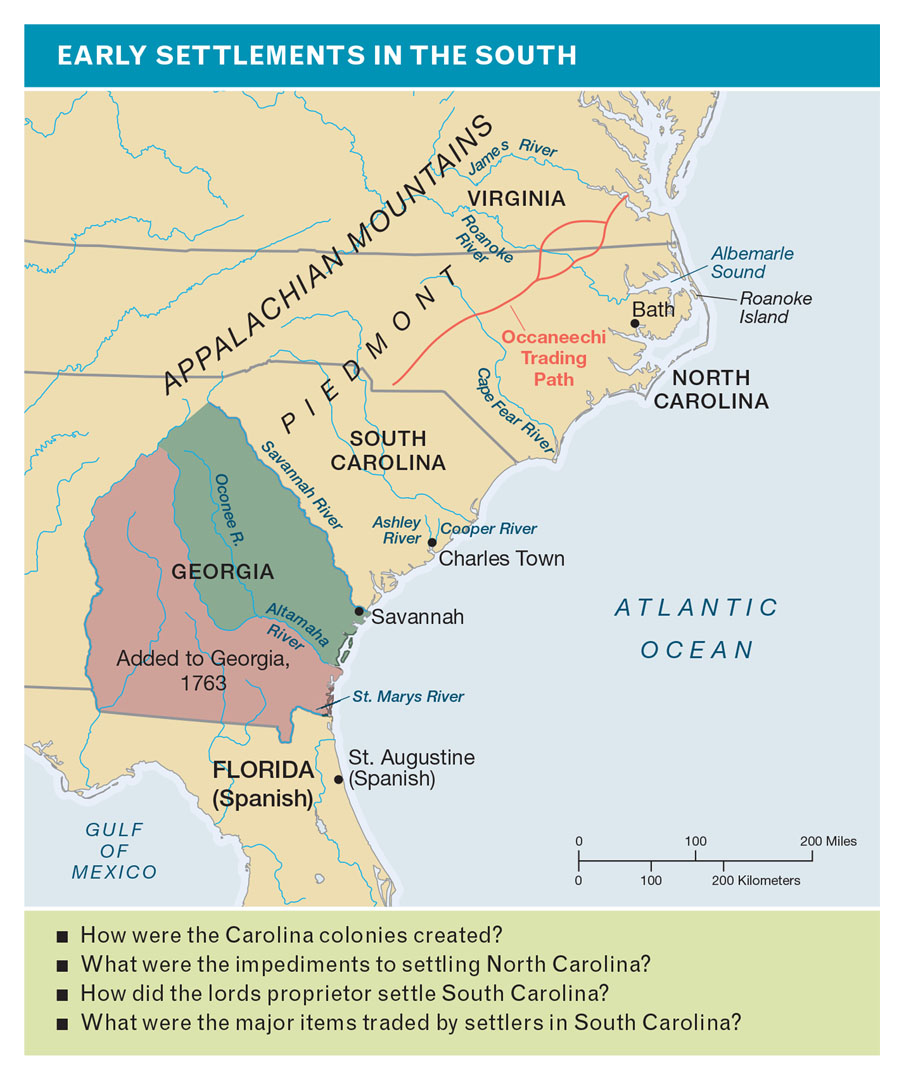 EARLY SETTLEMENTS IN THE SOUTH
APPALACHIAN MOUNTAINS
James River
VIRGINIA
Roanoke
River
Albemarle
Sound
Roanoke
Island
Bath
PIEDMONT
Occaneechi
Trading
Path
NORTH
CAROLINA
Cape Fear River
SOUTH
CAROLINA
Savannah River
Oconee R.
Ashley
River
Cooper River
Charles Town
GEORGIA
Savannah
Altamaha
River
ATLANTIC
OCEAN
Added to Georgia,
1763
St. Marys River
St. Augustine
(Spanish)
FLORIDA
(Spanish)
GULF
OF
MEXICO
0 100 200 Miles
0 100 200 Kilometers
■ How were the Carolina colonies created?
■ What were the impediments to settling North Carolina?
■ How did the lords proprietor settle South Carolina?
■ What were the major items traded by settlers in South Carolina?